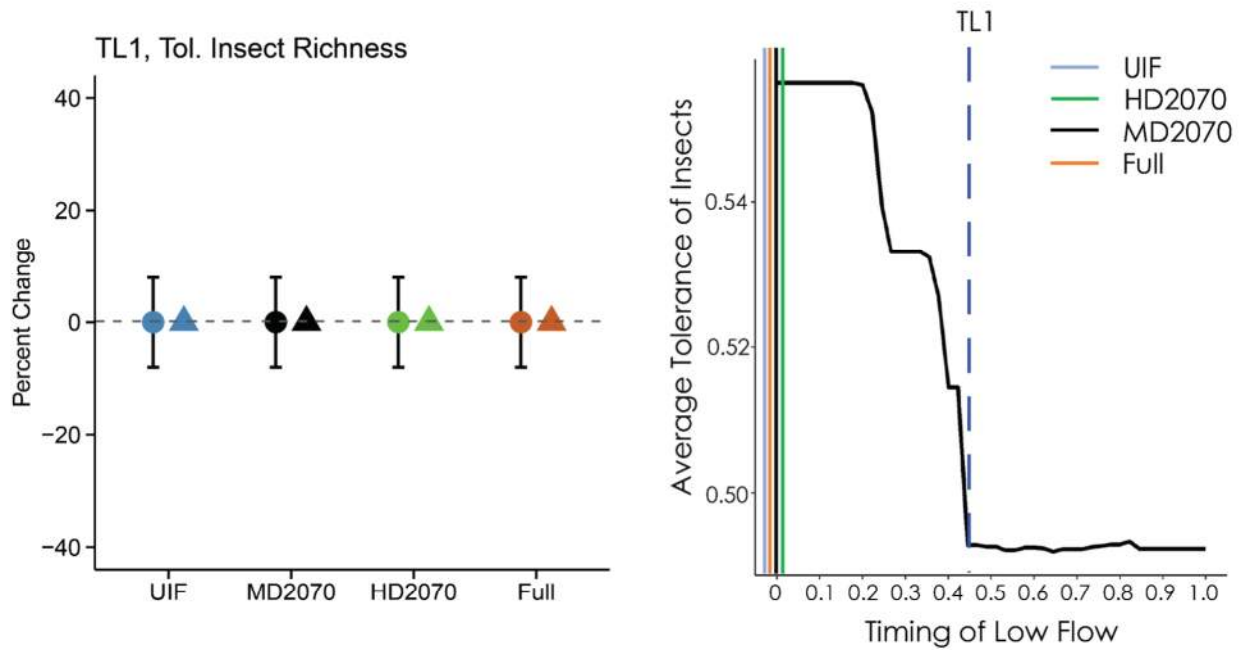 TL1, Tol. Insect Richness
Percent Change
40
20
0
−20
−40
UIF
MD2070
HD2070
Full
TL1
UIF
HD2070
MD2070
Full
Average Tolerance of Insects
0.54
0.52
0.50
0 0.1 0.2 0.3 0.4 0.5 0.6 0.7 0.8 0.9 1.0
Timing of Low Flow